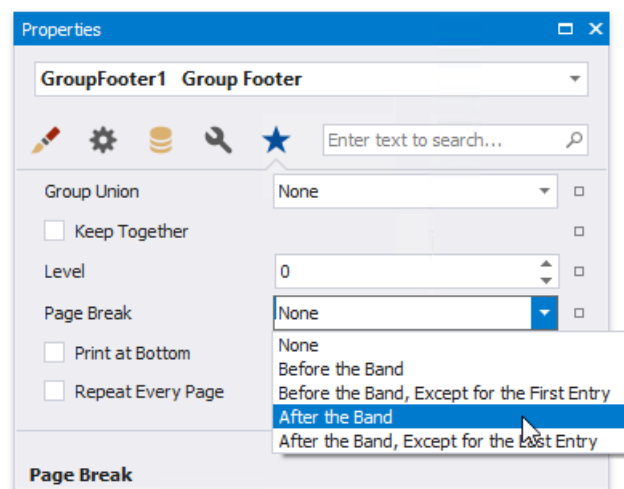 Properties
GroupFooter1 Group Footer
Enter text to search...
Group Union None
Keep Together
Level 0
Page Break None
None
Print at Bottom
Before the Band
Repeat Every Page
Before the Band, Except for the First Entry
After the Band
After the Band, Except for the Last Entry
Page Break